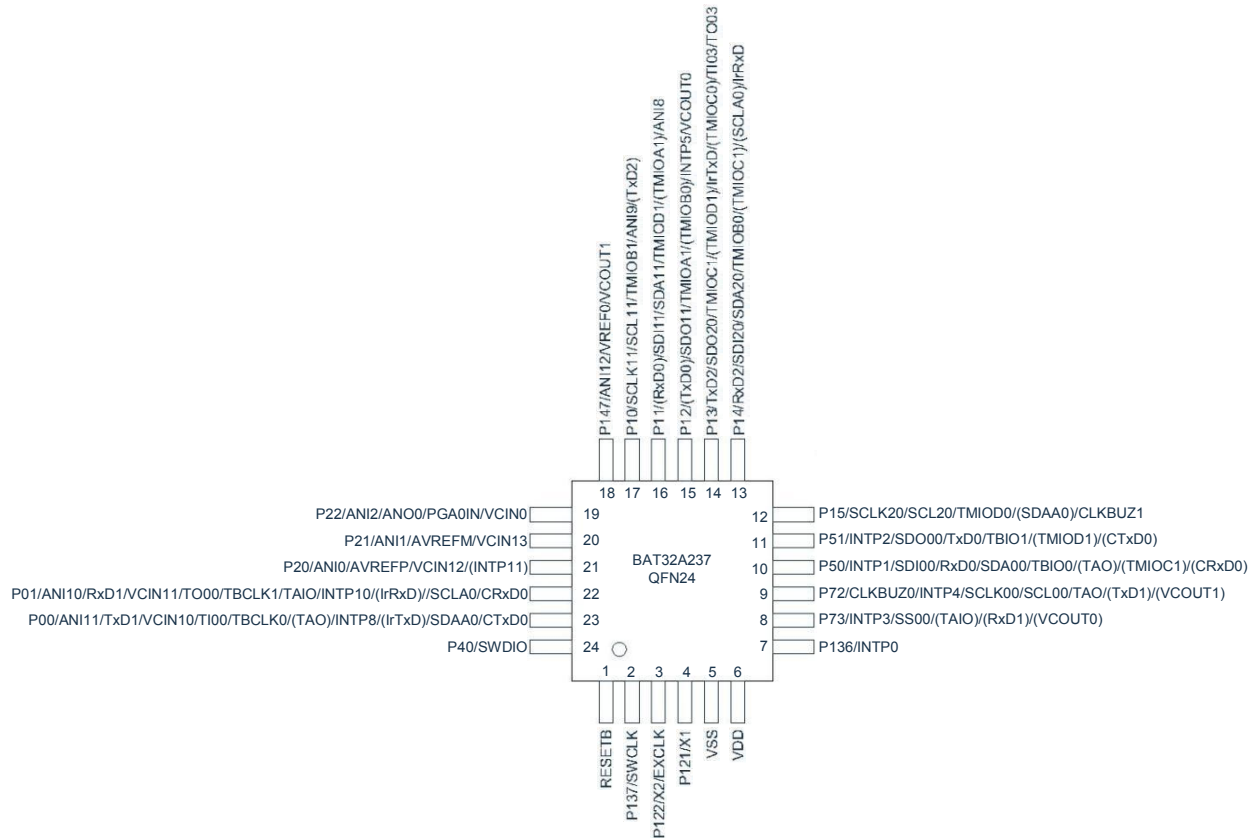 P147/ANI12/VREF0/VCOUT1
P10/SCLK11/SCL11/TMIOB1/ANI9/(TxD2)
P11/(RxD0)/SDI11/SDA11/TMIOD1/(TMIOA1)/ANI8
P12/(TxD0)/SDO11/TMIOA1/(TMIOB0)/INTP5/VCOUT0
P13/TxD2/SDO20/TMIOC1/(TMIOD1)/IrTxD/(TMIOC0)/TI03/TO03
P14/RxD2/SDI20/SDA20/TMIOB0/(TMIOC1)/(SCLA0)/IrRxD
18 17 16 15 14 13
P22/ANI2/ANO0/PGA0IN/VCIN0 19
P21/ANI1/AVREFM/VCIN13 20
P20/ANI0/AVREFP/VCIN12/(INTP11) 21
P01/ANI10/RxD1/VCIN11/TO00/TBCLK1/TAIO/INTP10/(IrRxD)//SCLA0/CRxD0 22
P00/ANI11/TxD1/VCIN10/TI00/TBCLK0/(TAO)/INTP8/(IrTxD)/SDAA0/CTxD0 23
P40/SWDIO 24
BAT32A237
QFN24
12 P15/SCLK20/SCL20/TMIOD0/(SDAA0)/CLKBUZ1
11 P51/INTP2/SDO00/TxD0/TBIO1/(TMIOD1)/(CTxD0)
10 P50/INTP1/SDI00/RxD0/SDA00/TBIO0/(TAO)/(TMIOC1)/(CRxD0)
9 P72/CLKBUZ0/INTP4/SCLK00/SCL00/TAO/(TxD1)/(VCOUT1)
8 P73/INTP3/SS00/(TAIO)/(RxD1)/(VCOUT0)
7 P136/INTP0
1 2 3 4 5 6
RESETB
P137/SWCLK
P122/X2/EXCLK
P121/X1
VSS
VDD